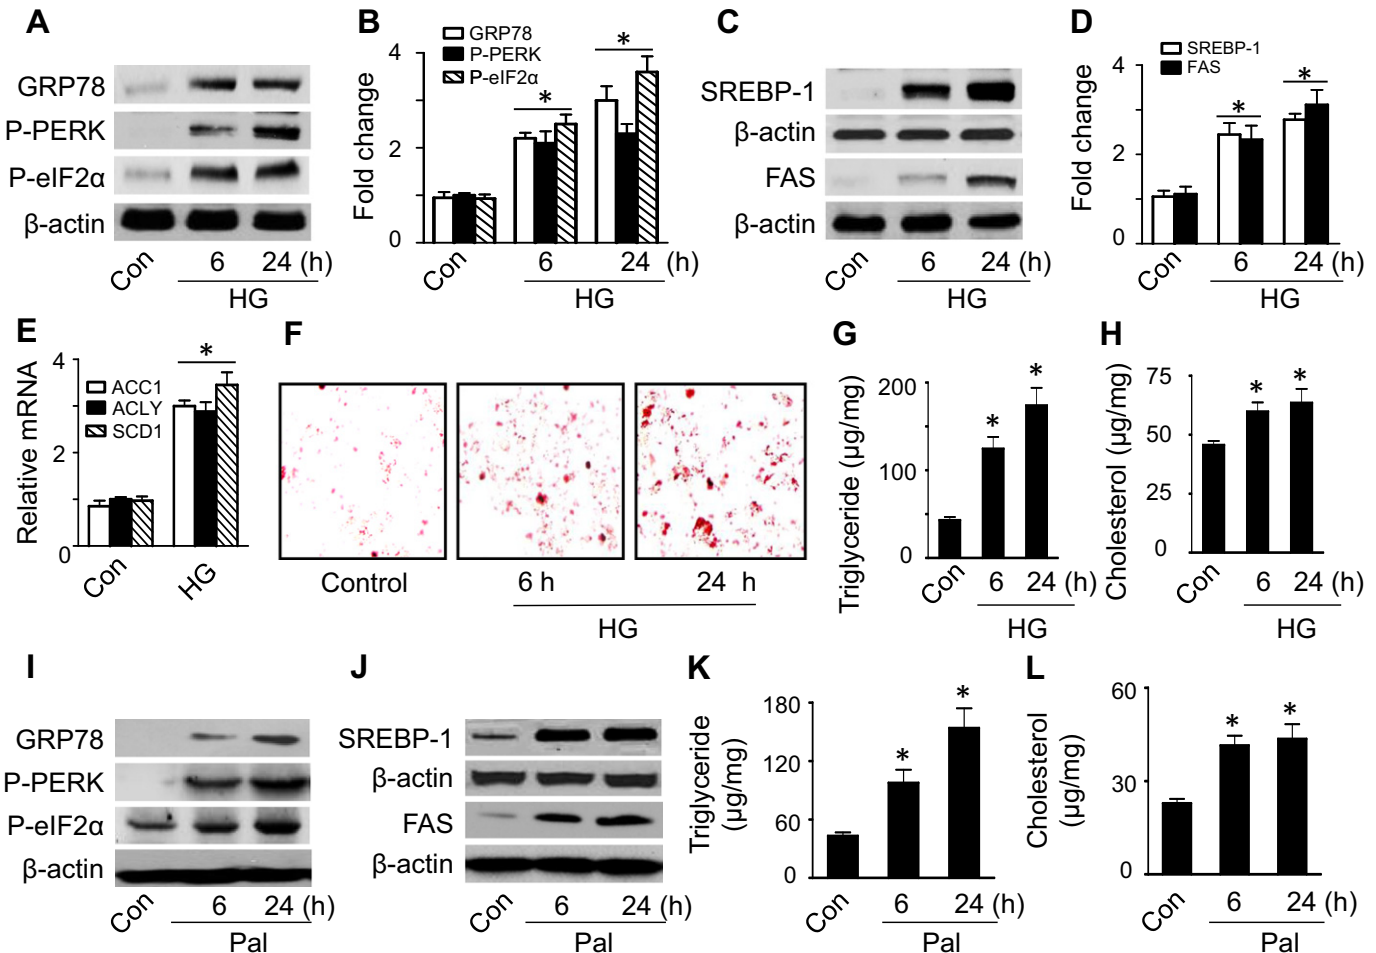 A
GRP78
P-PERK
P-eIF2α
β-actin
Con
6
24 (h)
HG
B
GRP78
P-PERK
P-eIF2α
Fold change
4
2
0
*
*
Con
6
24
(h)
HG
C
SREBP-1
β-actin
FAS
β-actin
Con
6
24 (h)
HG
D
SREBP-1
FAS
Fold change
4
2
0
*
*
Con
6
24 (h)
HG
E
Relative mRNA
4
2
0
ACC1
ACLY
SCD1
*
Con
HG
F
Control
6 h
24 h
HG
G
Triglyceride (µg/mg)
200
100
0
*
*
Con
6
24 (h)
HG
H
Cholesterol (µg/mg)
75
50
25
0
*
*
Con
6
24 (h)
HG
I
GRP78
P-PERK
P-eIF2α
β-actin
Con
6
24 (h)
Pal
J
SREBP-1
β-actin
FAS
β-actin
Con
6
24 (h)
Pal
K
Triglyceride
(µg/mg)
180
120
60
0
*
*
Con
6
24 (h)
Pal
L
Cholesterol
(µg/mg)
60
30
0
*
*
Con
6
24 (h)
Pal